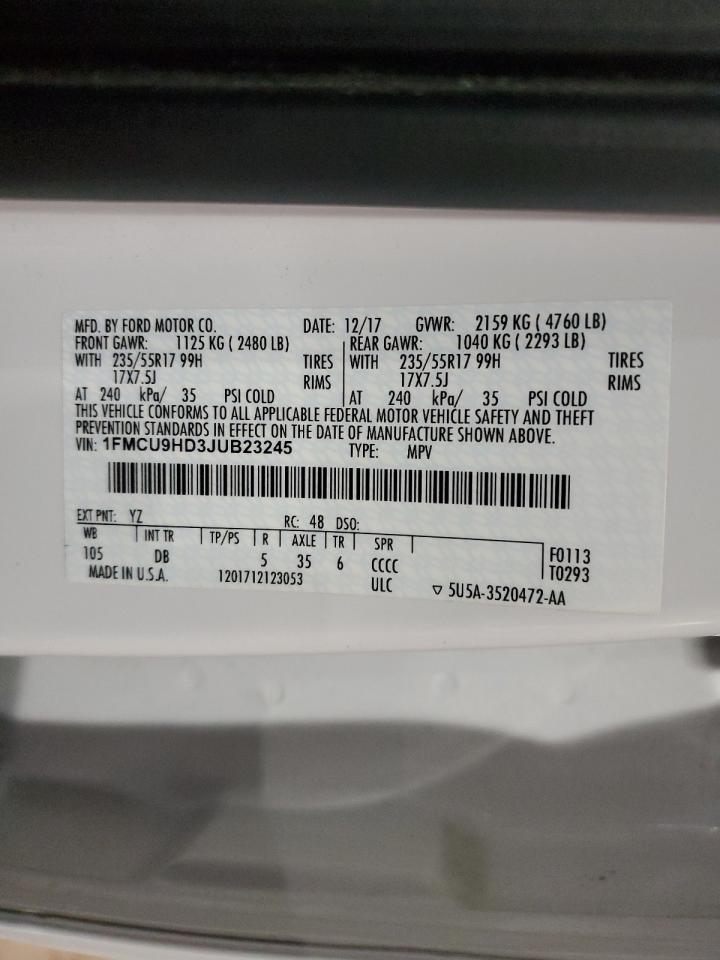 MFD. BY FORD MOTOR CO. DATE: 12/17 GVWR: 2159 KG ( 4760 LB)
FRONT GAWR: 1125 KG ( 2480 LB) REAR GAWR: 1040 KG ( 2293 LB)
WITH 235/55R17 99H TIRES WITH 235/55R17 99H TIRES
17X7.5J RIMS 17X7.5J RIMS
AT 240 kPa/ 35 PSI COLD AT 240 kPa/ 35 PSI COLD
THIS VEHICLE CONFORMS TO ALL APPLICABLE FEDERAL MOTOR VEHICLE SAFETY AND THEFT
PREVENTION STANDARDS IN EFFECT ON THE DATE OF MANUFACTURE SHOWN ABOVE.
VIN: 1FMCU9HD3JUB23245 TYPE: MPV
EXT PNT: YZ RC: 48 DSO:
WB INT TR TP/PS R AXLE TR SPR
105 DB 5 35 6 CCCC F0113
MADE IN U.S.A. 1201712123053 ULC T0293
▽ 5U5A-3520472-AA